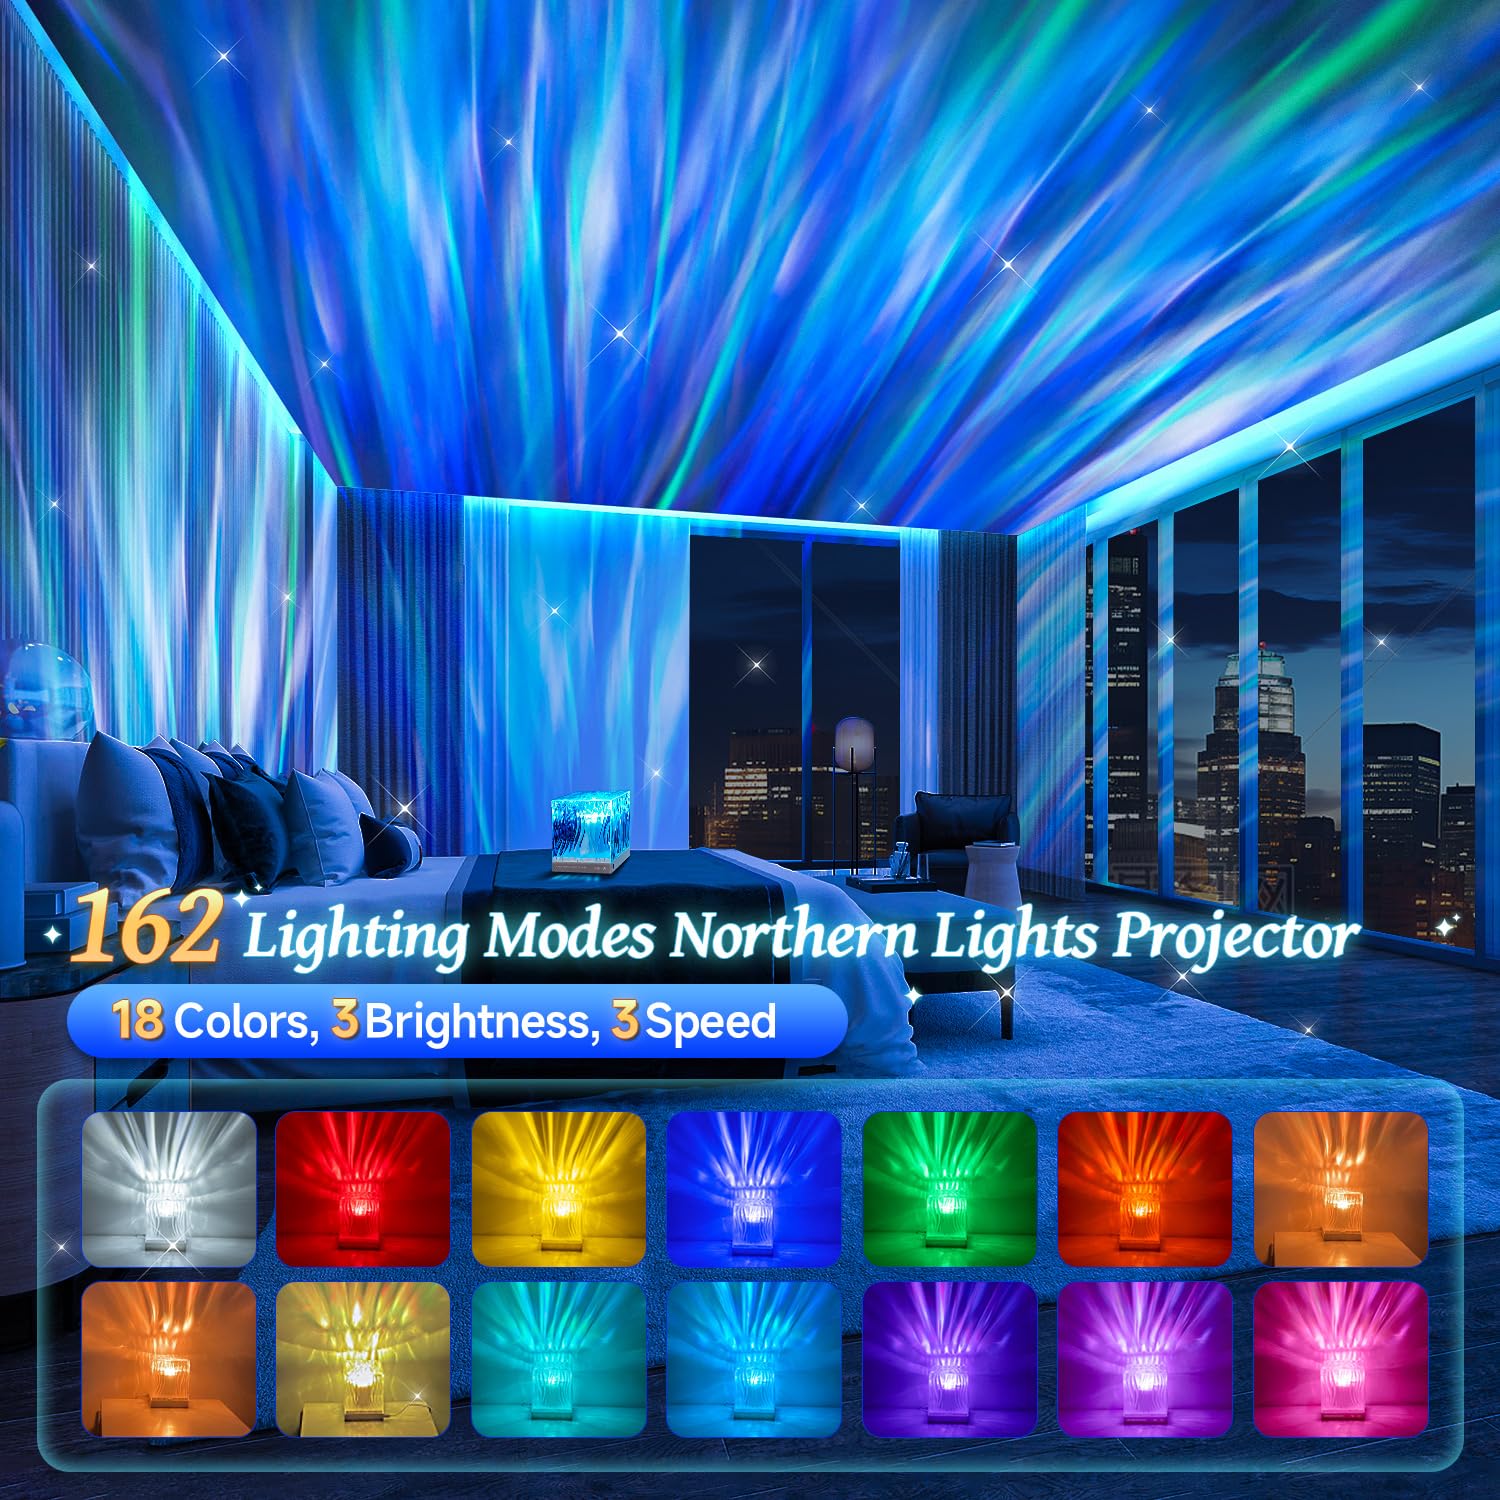 162 Lighting Modes Northern Lights Projector
18 Colors, 3 Brightness, 3 Speed